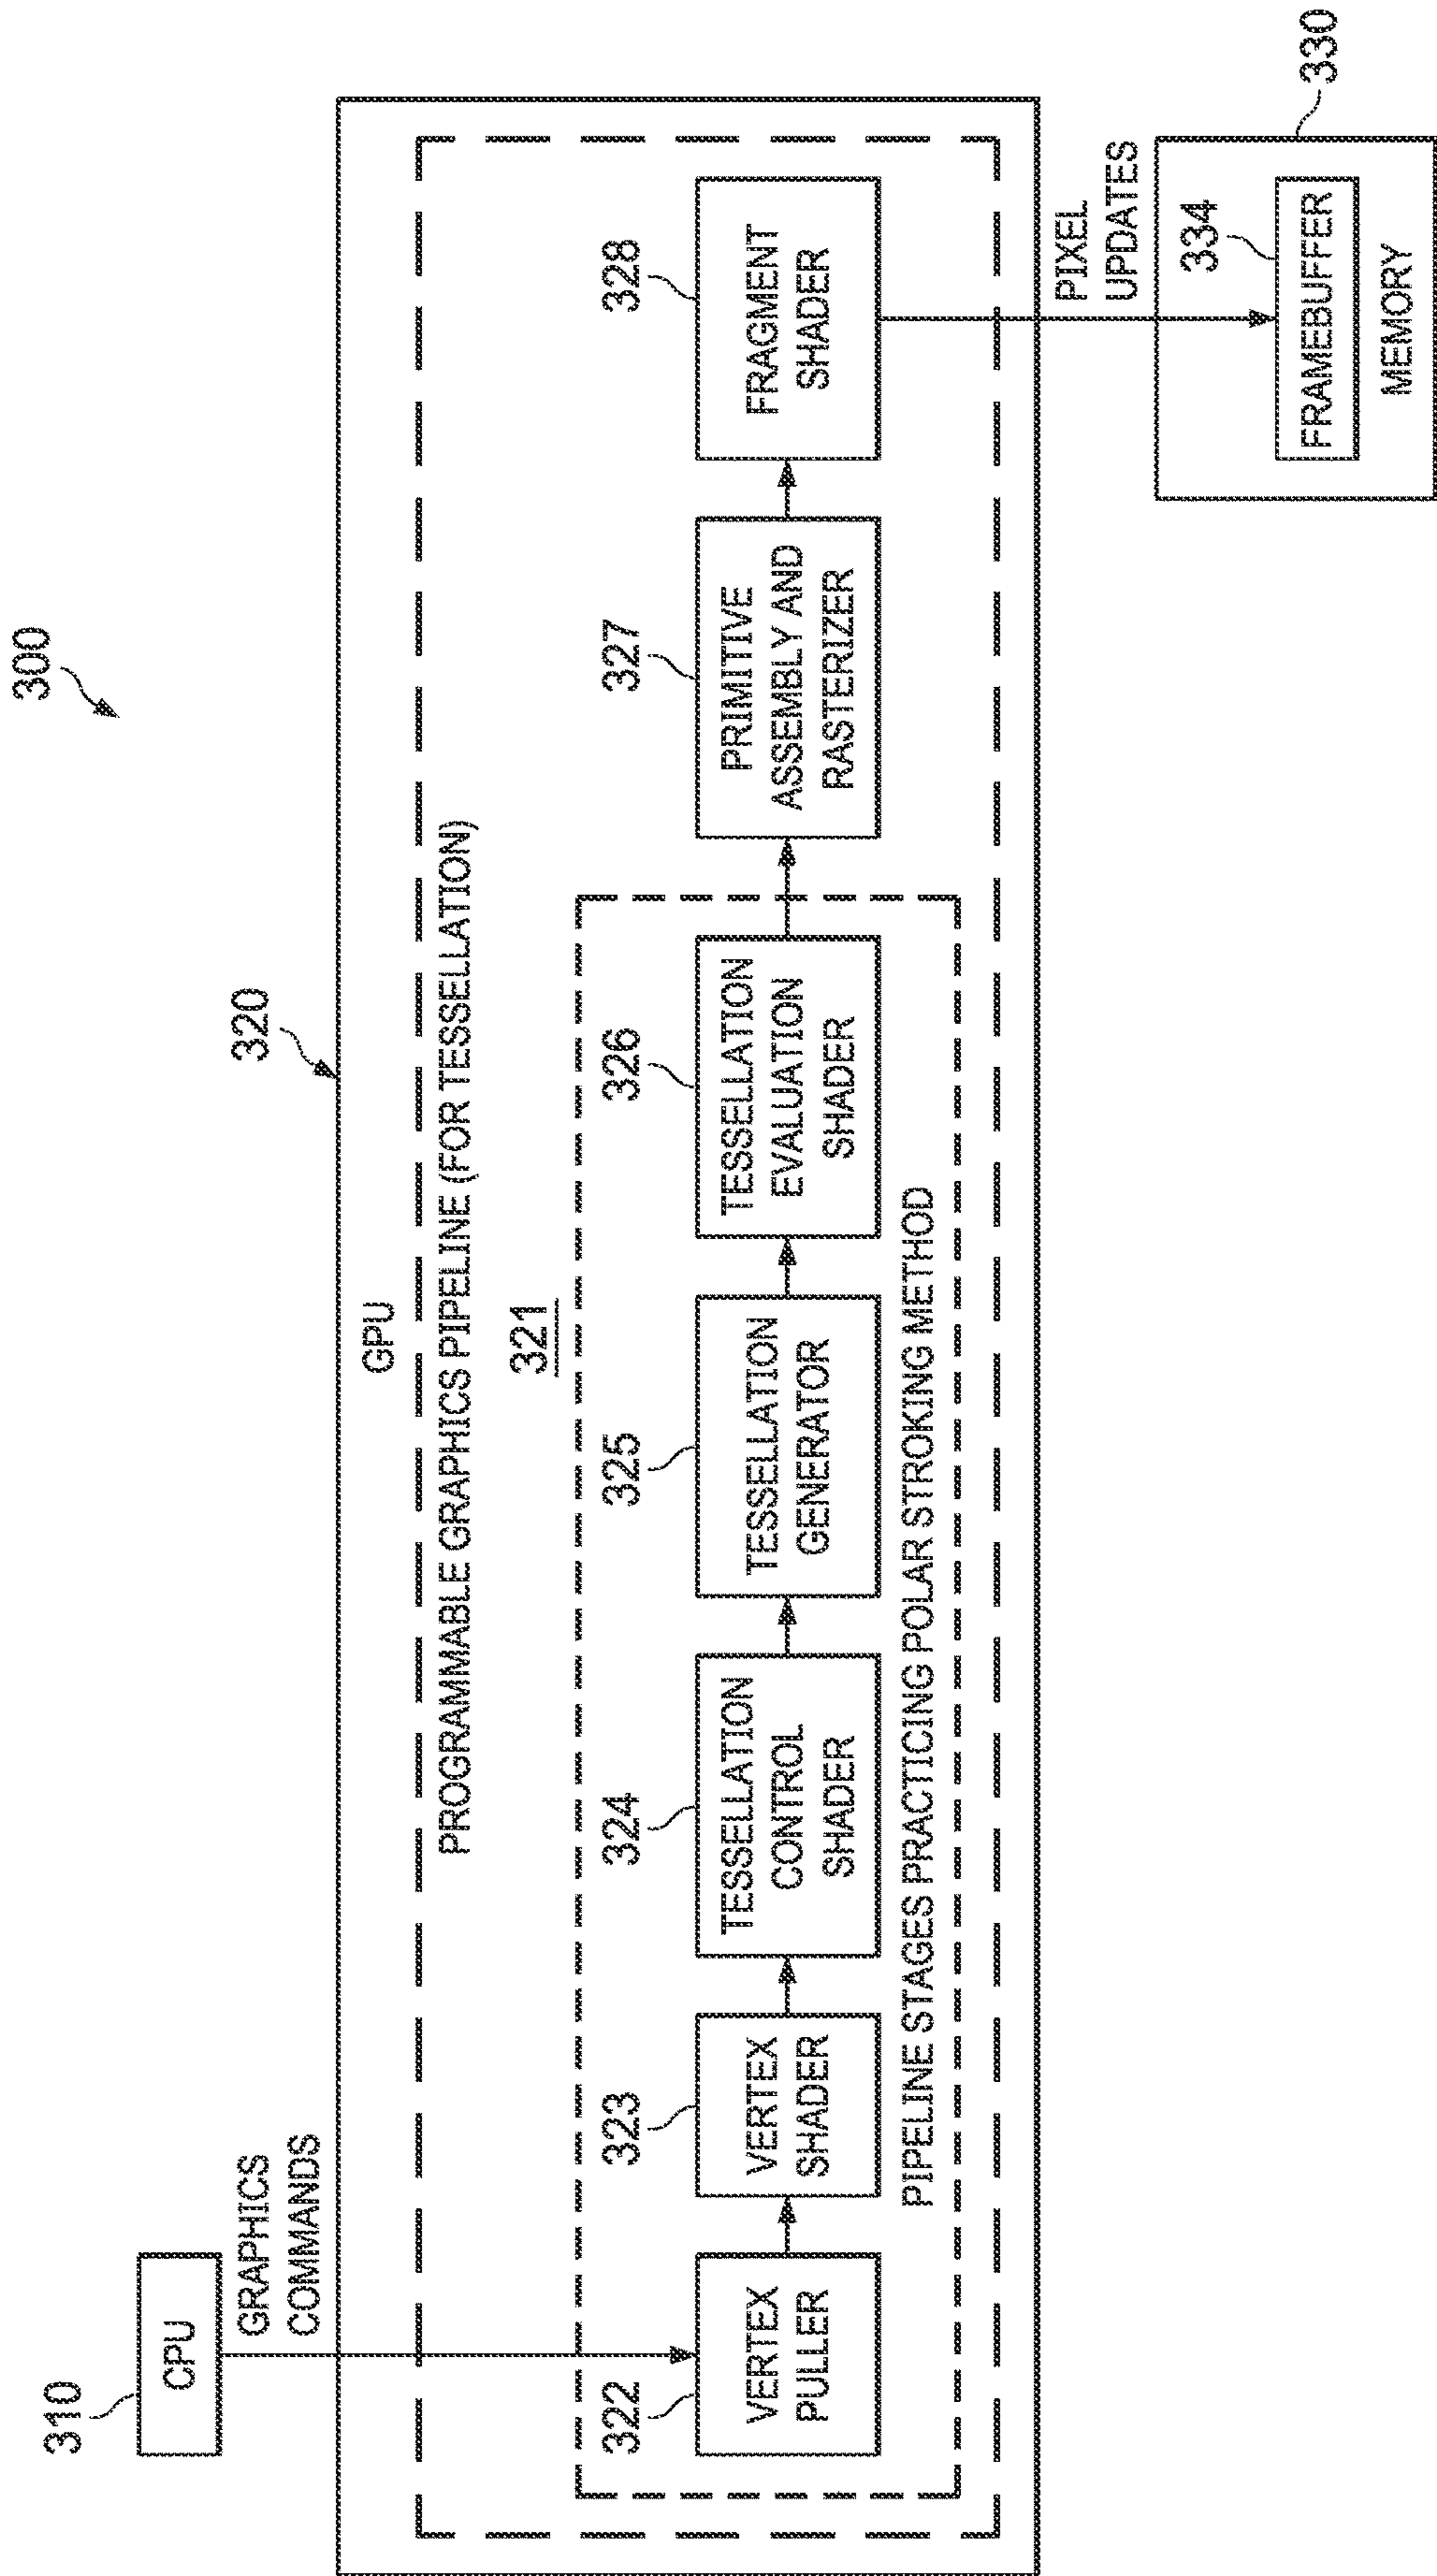 300
310
CPU
GRAPHICS
COMMANDS
320
GPU
PROGRAMMABLE GRAPHICS PIPELINE (FOR TESSELLATION)
321
322
VERTEX
PULLER
323
VERTEX
SHADER
324
TESSELLATION
CONTROL
SHADER
325
TESSELLATION
GENERATOR
326
TESSELLATION
EVALUATION
SHADER
327
PRIMITIVE
ASSEMBLY AND
RASTERIZER
328
FRAGMENT
SHADER
PIPELINE STAGES PRACTICING POLAR STROKING METHOD
PIXEL
UPDATES
330
334
FRAMEBUFFER
MEMORY